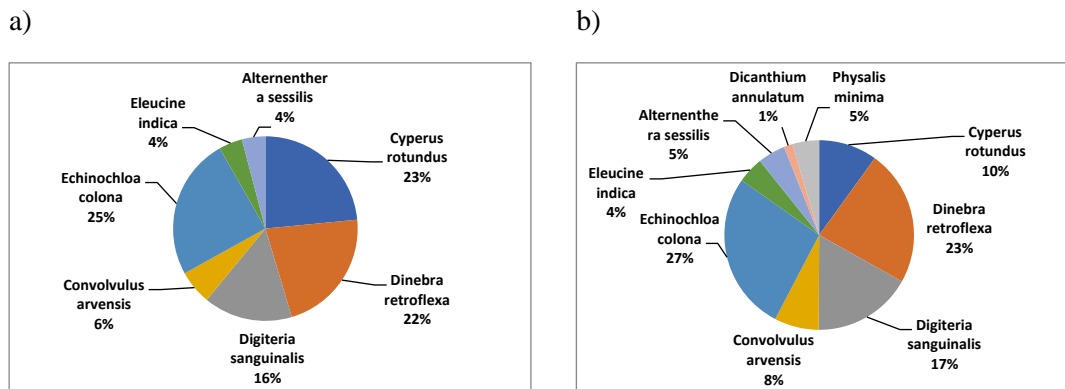 a)
b)
Alternenther
a sessilis
4%
Cyperus
rotundus
23%
Dinebra
retroflexa
22%
Digiteria
sanguinalis
16%
Convolvulus
arvensis
6%
Echinochloa
colona
25%
Eleucine
indica
4%
Dicanthium
annulatum
1%
Physalis
minima
5%
Cyperus
rotundus
10%
Dinebra
retroflexa
23%
Digiteria
sanguinalis
17%
Convolvulus
arvensis
8%
Echinochloa
colona
27%
Eleucine
indica
4%
Alternenthe
ra sessilis
5%